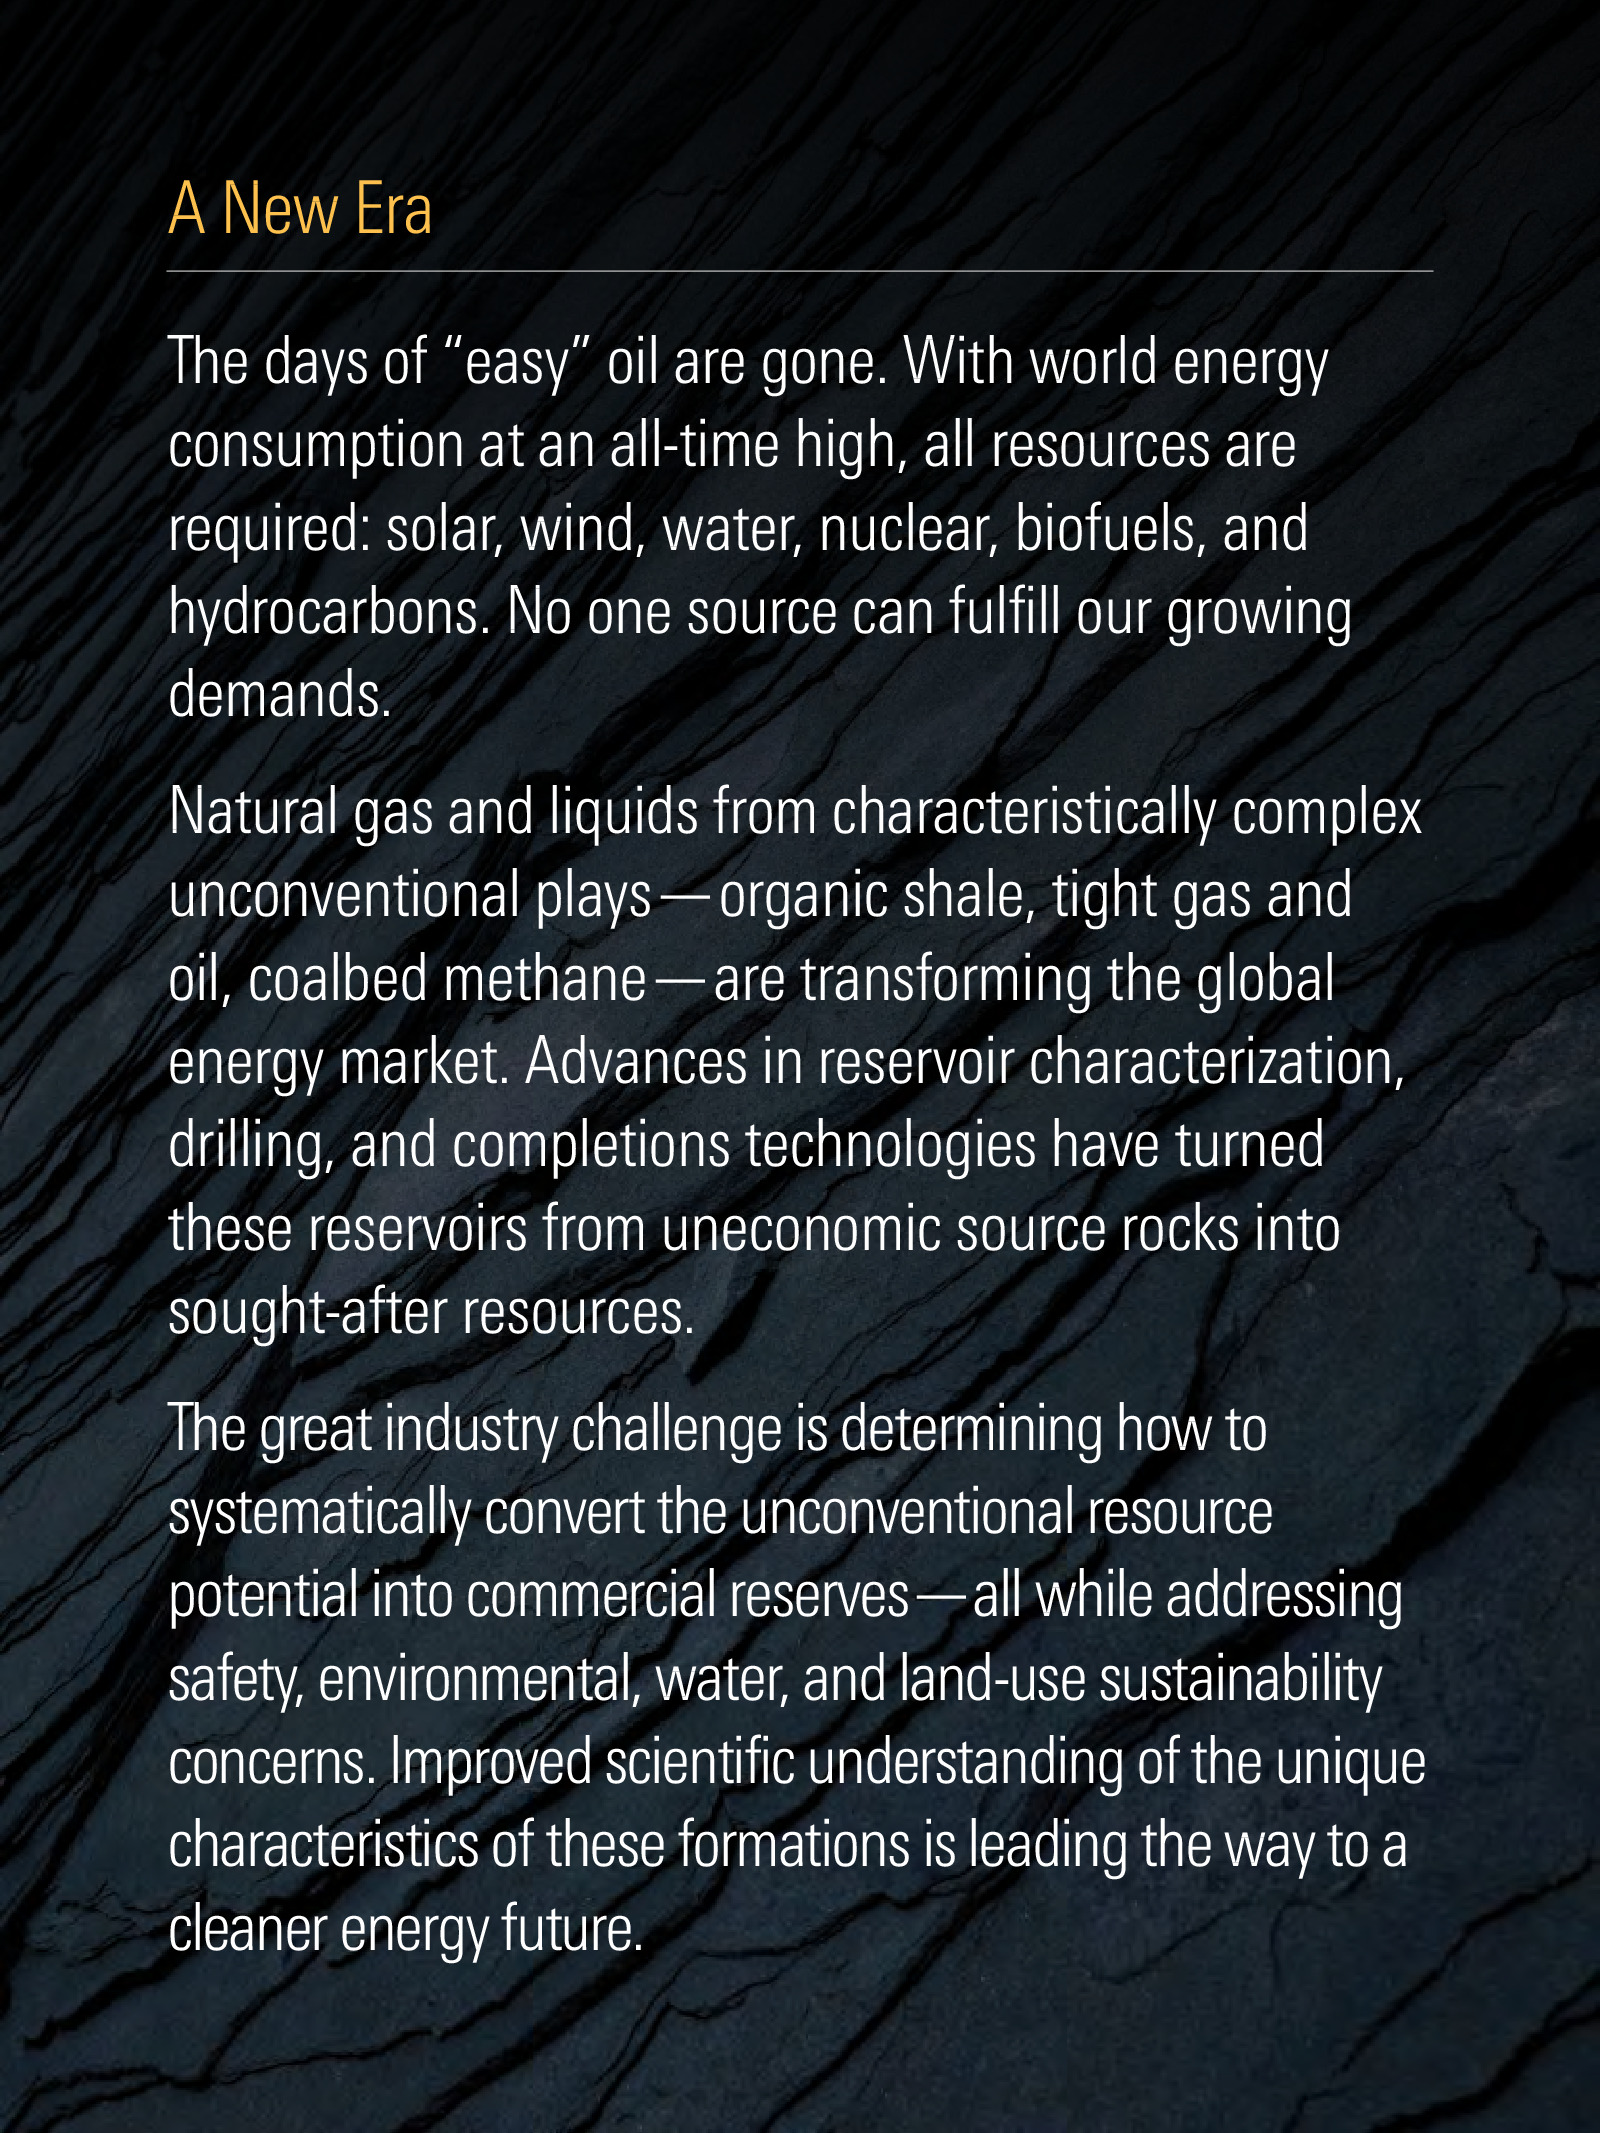 A New Era
The days of “easy” oil are gone. With world energy
consumption at an all-time high, all resources are
required: solar, wind, water, nuclear, biofuels, and
hydrocarbons. No one source can fulfill our growing
demands.
Natural gas and liquids from characteristically complex
unconventional plays—organic shale, tight gas and
oil, coalbed methane—are transforming the global
energy market. Advances in reservoir characterization,
drilling, and completions technologies have turned
these reservoirs from uneconomic source rocks into
sought-after resources.
The great industry challenge is determining how to
systematically convert the unconventional resource
potential into commercial reserves—all while addressing
safety, environmental, water, and land-use sustainability
concerns. Improved scientific understanding of the unique
characteristics of these formations is leading the way to a
cleaner energy future.